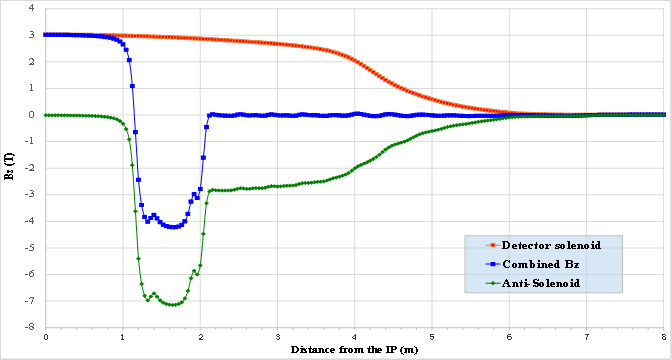 4
3
2
1
0
-1
-2
-3
-4
-5
-6
-7
-8
Bz (T)
Detector solenoid
Combined Bz
Anti-Solenoid
0 1 2 3 4 5 6 7 8
Distance from the IP (m)